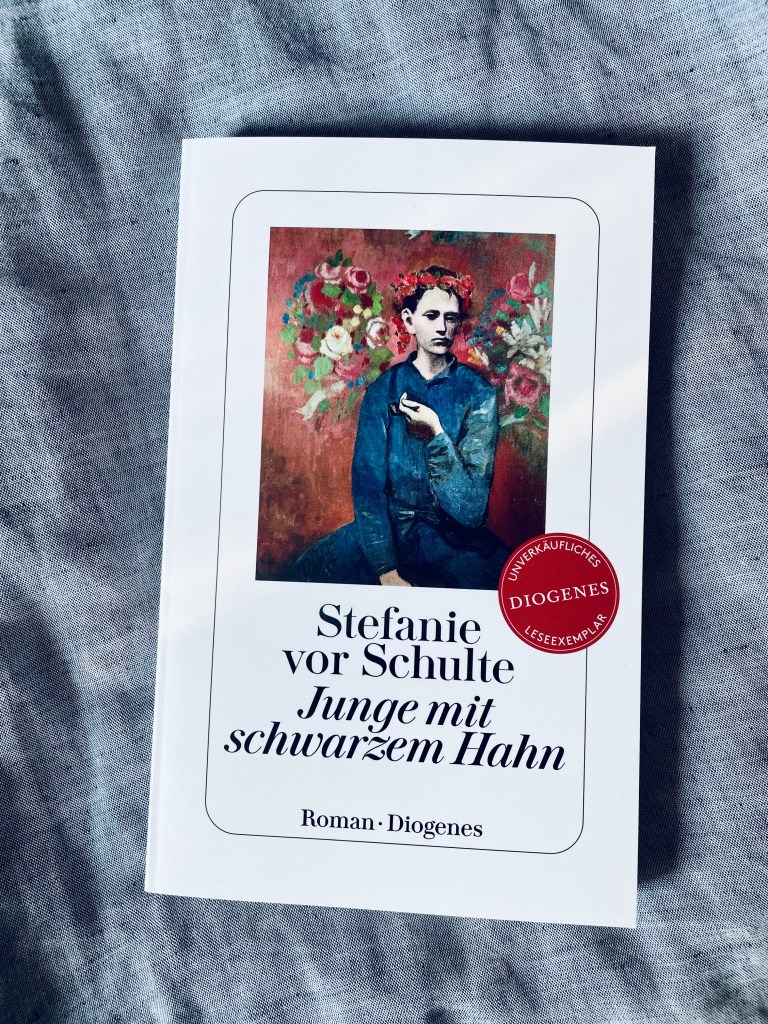 UNVERKÄUFLICHES
DIOGENES
LESEEXEMPLAR
Stefanie
vor Schulte
Junge mit
schwarzem Hahn
Roman · Diogenes